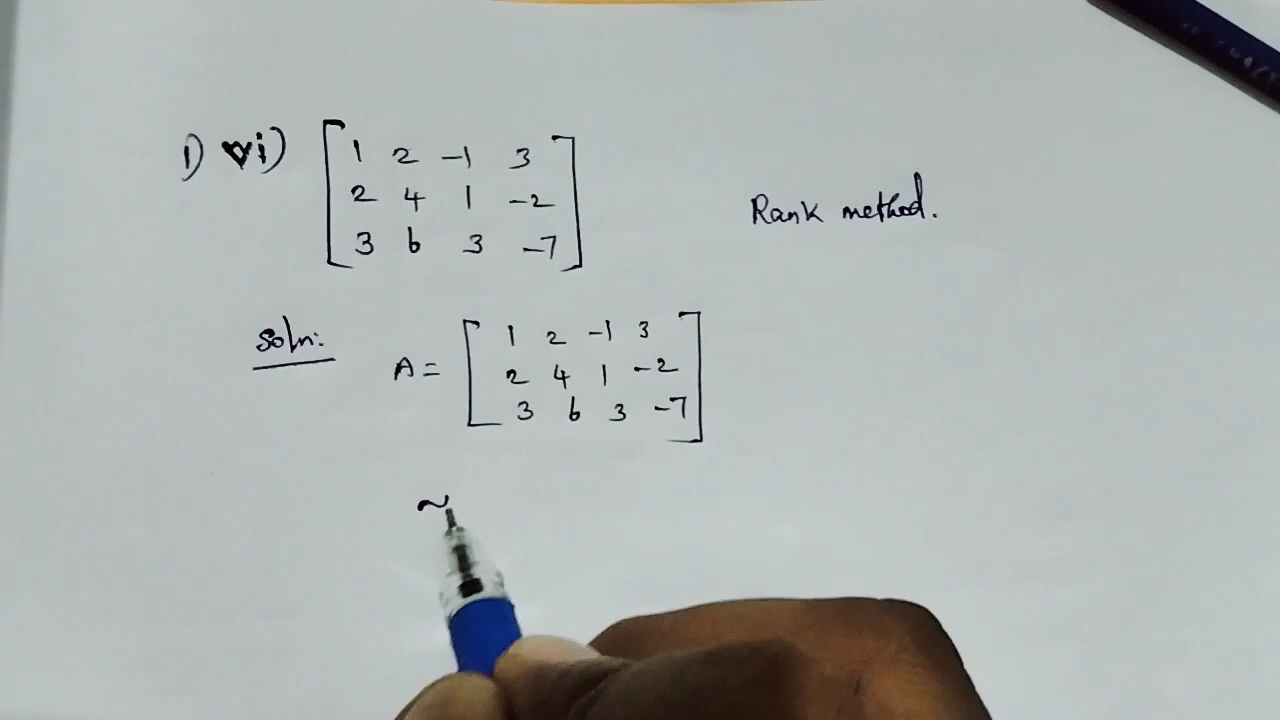 1) vi) [ 1 2 -1 3
2 4 1 -2
3 6 3 -7 ]
Rank method.
Soln:
A = [ 1 2 -1 3
2 4 1 -2
3 6 3 -7 ]
~